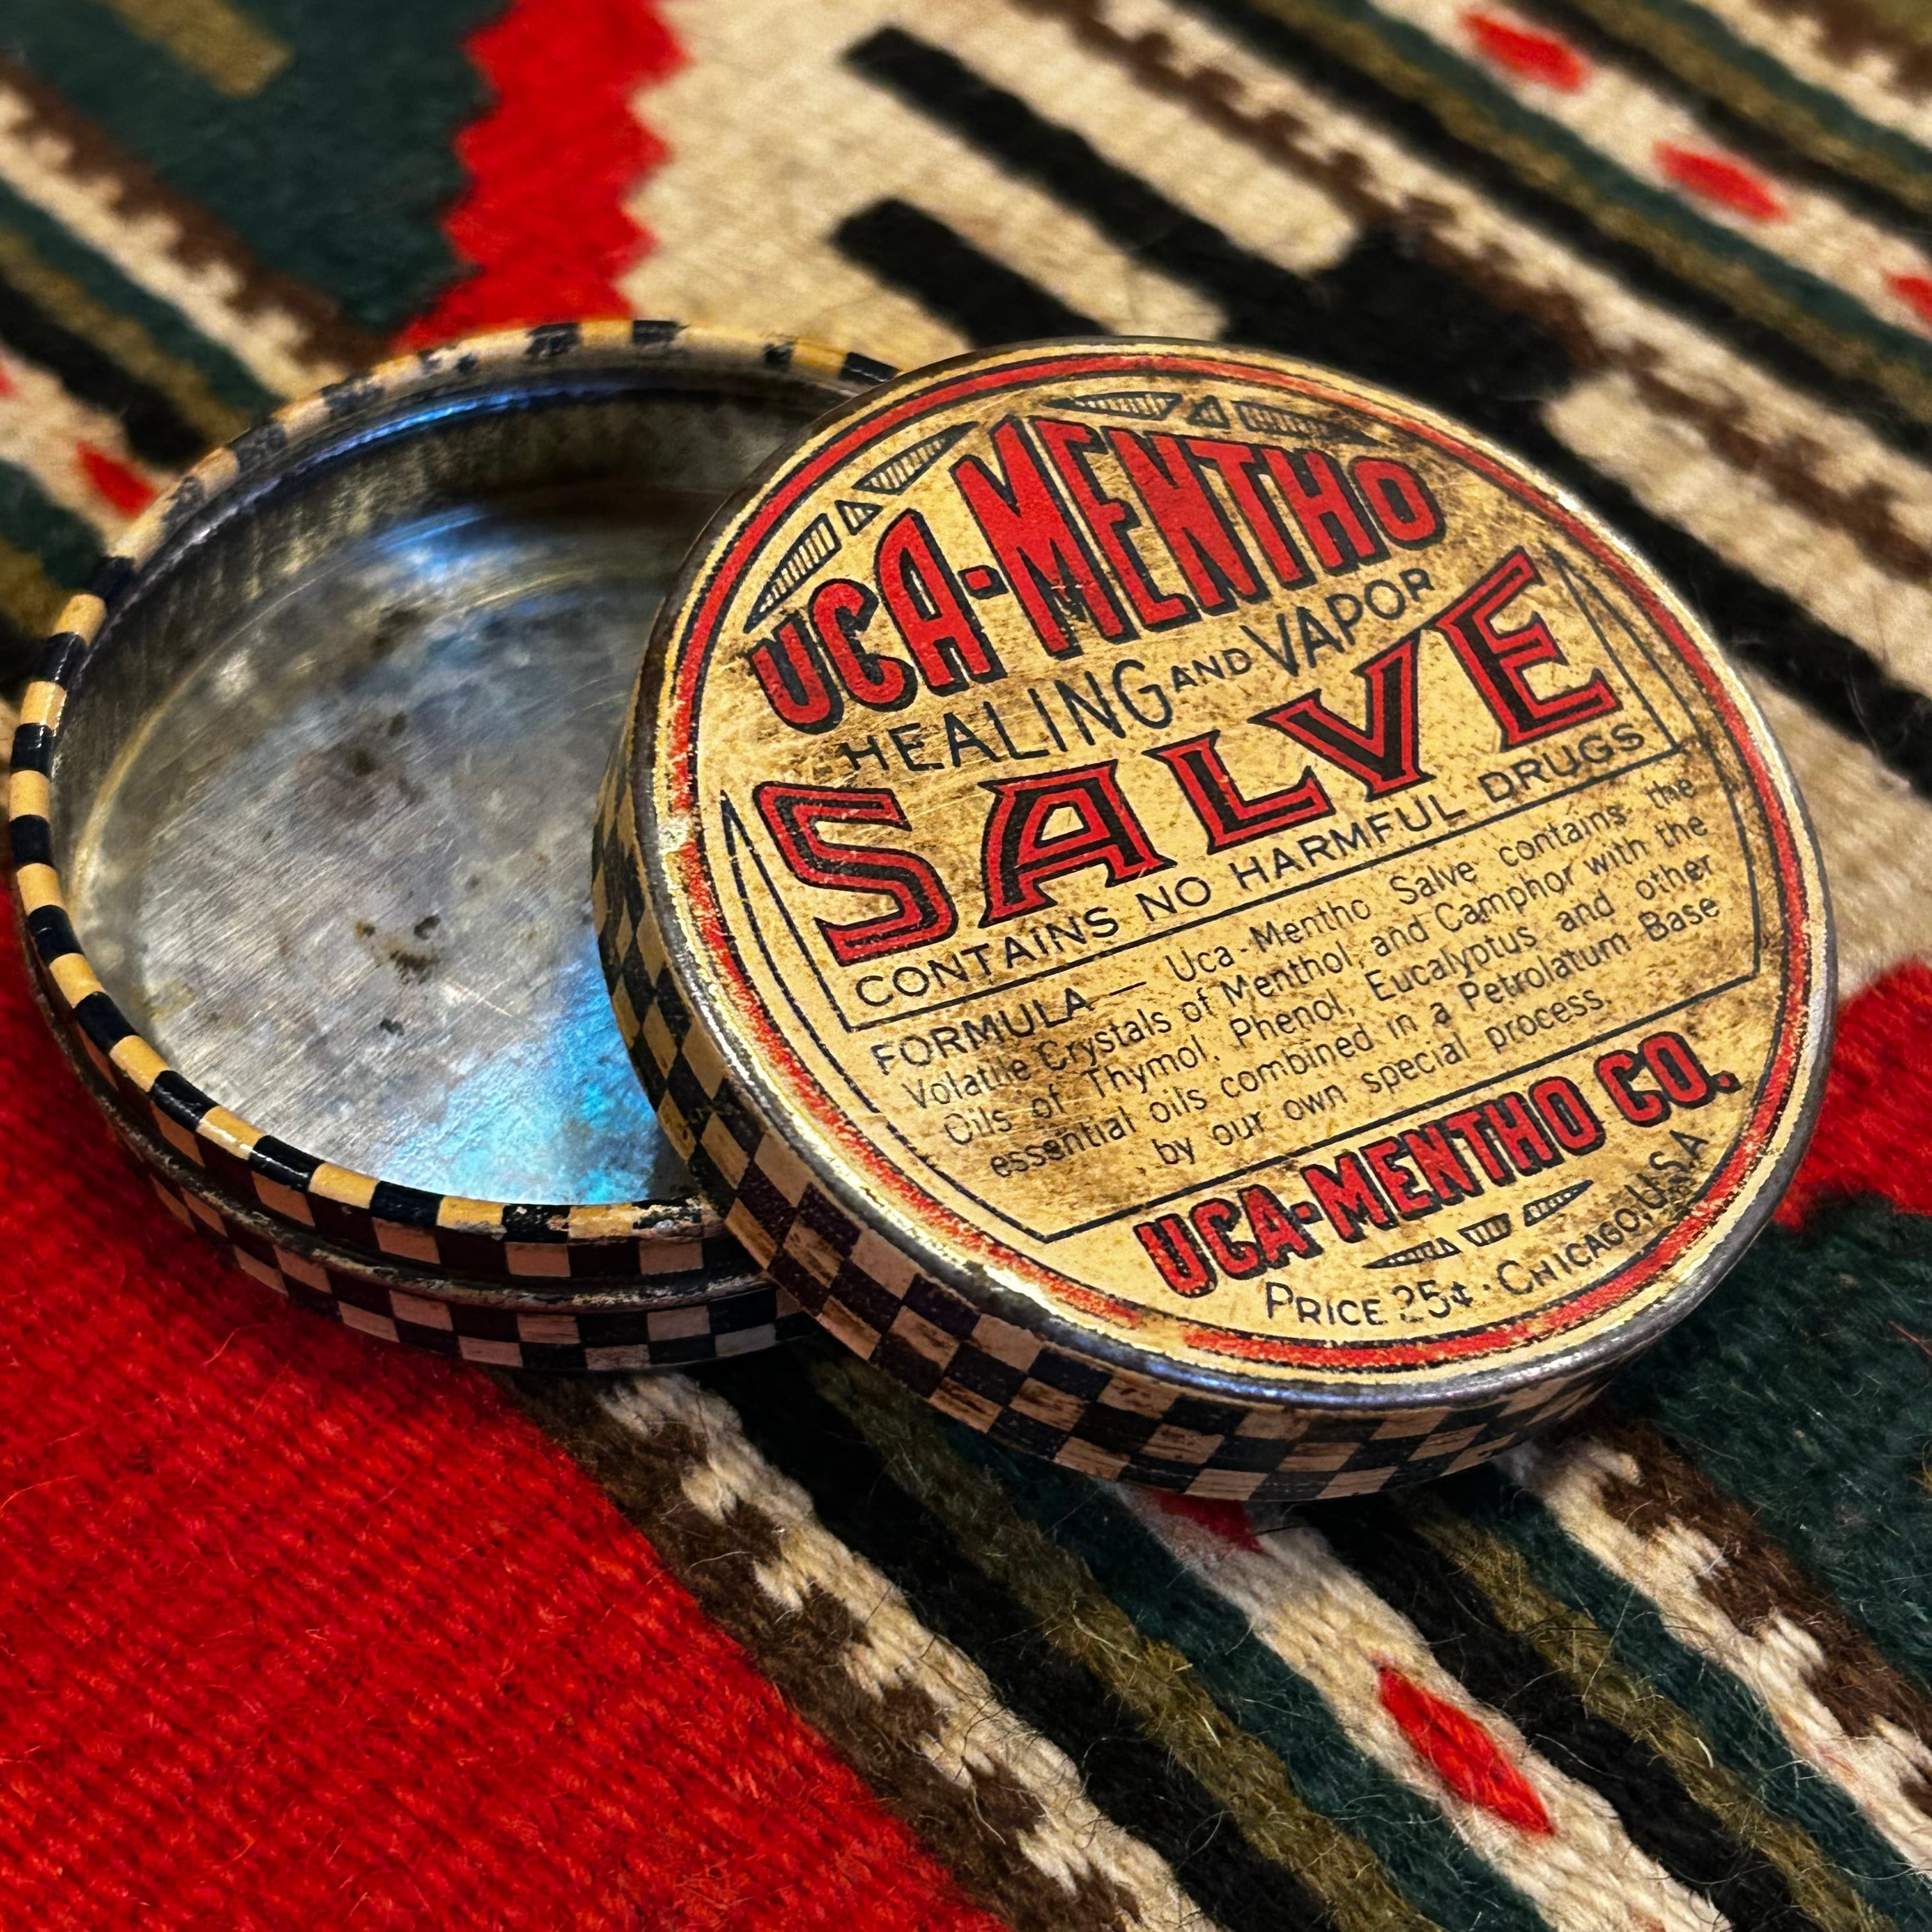 UCA-MENTHO
HEALING AND VAPOR
SALVE
CONTAINS NO HARMFUL DRUGS
FORMULA — Uca-Mentho Salve contains the
Volatile Crystals of Menthol, and Camphor with the
Oils of Thymol, Phenol, Eucalyptus and other
essential oils combined in a Petrolatum Base
by our own special process.
UCA-MENTHO CO.
PRICE 25¢ · CHICAGO, U.S.A